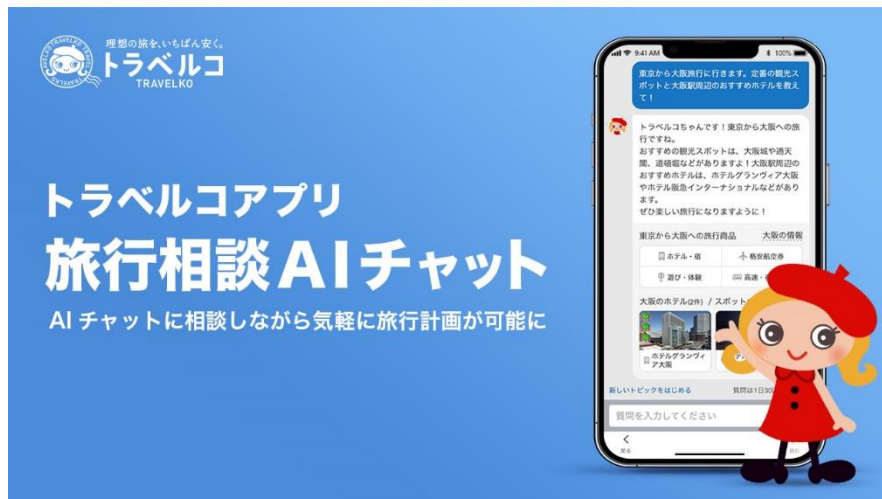 理想の旅を、いちばん安く。
トラベルコ
TRAVELKO
トラベルコアプリ
旅行相談AIチャット
AI チャットに相談しながら気軽に旅行計画が可能に
9:41 AM
100%
東京から大阪旅行に行きます。定番の観光ス
ポットと大阪駅周辺のおすすめホテルを教え
て!
トラベルコちゃんです!東京から大阪への旅
行ですね。
おすすめの観光スポットは、大阪城や通天
閣、道頓堀などがありますよ!大阪駅周辺の
おすすめホテルは、ホテルグランヴィア大阪
やホテル阪急インターナショナルなどがあり
ます。
ぜひ楽しい旅行になりますように!
東京から大阪への旅行商品 大阪の情報
ホテル・宿 格安航空券
遊び・体験 高速・
大阪のホテル(2件) / スポット
ホテルグランヴィ
ア大阪
新しいトピックをはじめる 質問は1日30
質問を入力してください
戻る